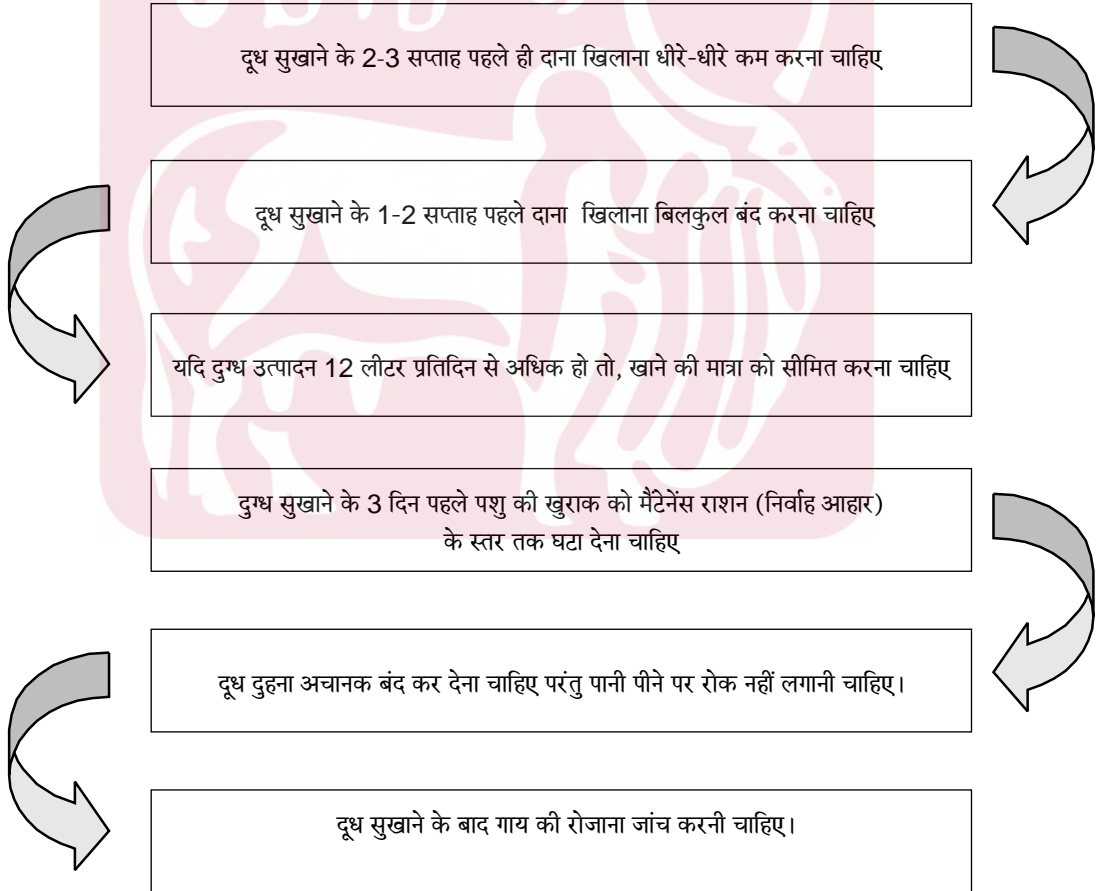 दूध सुखाने के 2-3 सप्ताह पहले ही दाना खिलाना धीरे-धीरे कम करना चाहिए
दूध सुखाने के 1-2 सप्ताह पहले दाना खिलाना बिलकुल बंद करना चाहिए
यदि दुग्ध उत्पादन 12 लीटर प्रतिदिन से अधिक हो तो, खाने की मात्रा को सीमित करना चाहिए
दुग्ध सुखाने के 3 दिन पहले पशु की खुराक को मैंटेनेंस राशन (निर्वाह आहार)
के स्तर तक घटा देना चाहिए
दूध दुहना अचानक बंद कर देना चाहिए परंतु पानी पीने पर रोक नहीं लगानी चाहिए।
दूध सुखाने के बाद गाय की रोजाना जांच करनी चाहिए।